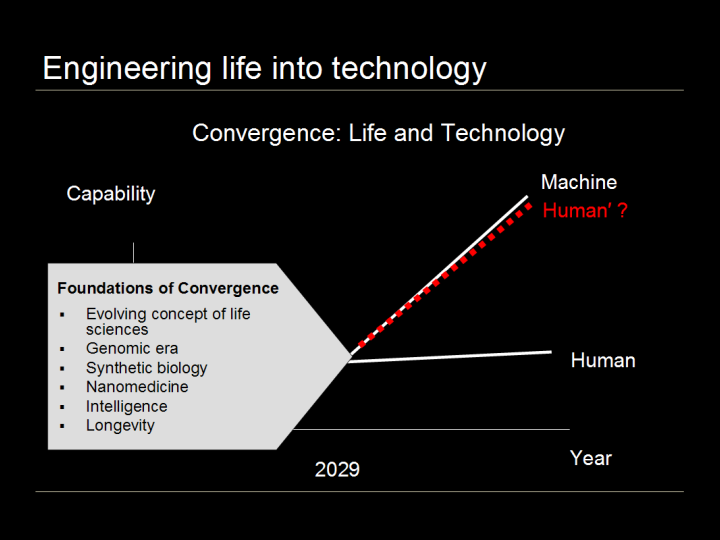 Engineering life into technology
Convergence: Life and Technology
Capability
Machine
Human' ?
Foundations of Convergence
▪ Evolving concept of life
sciences
▪ Genomic era
▪ Synthetic biology
▪ Nanomedicine
▪ Intelligence
▪ Longevity
Human
2029
Year